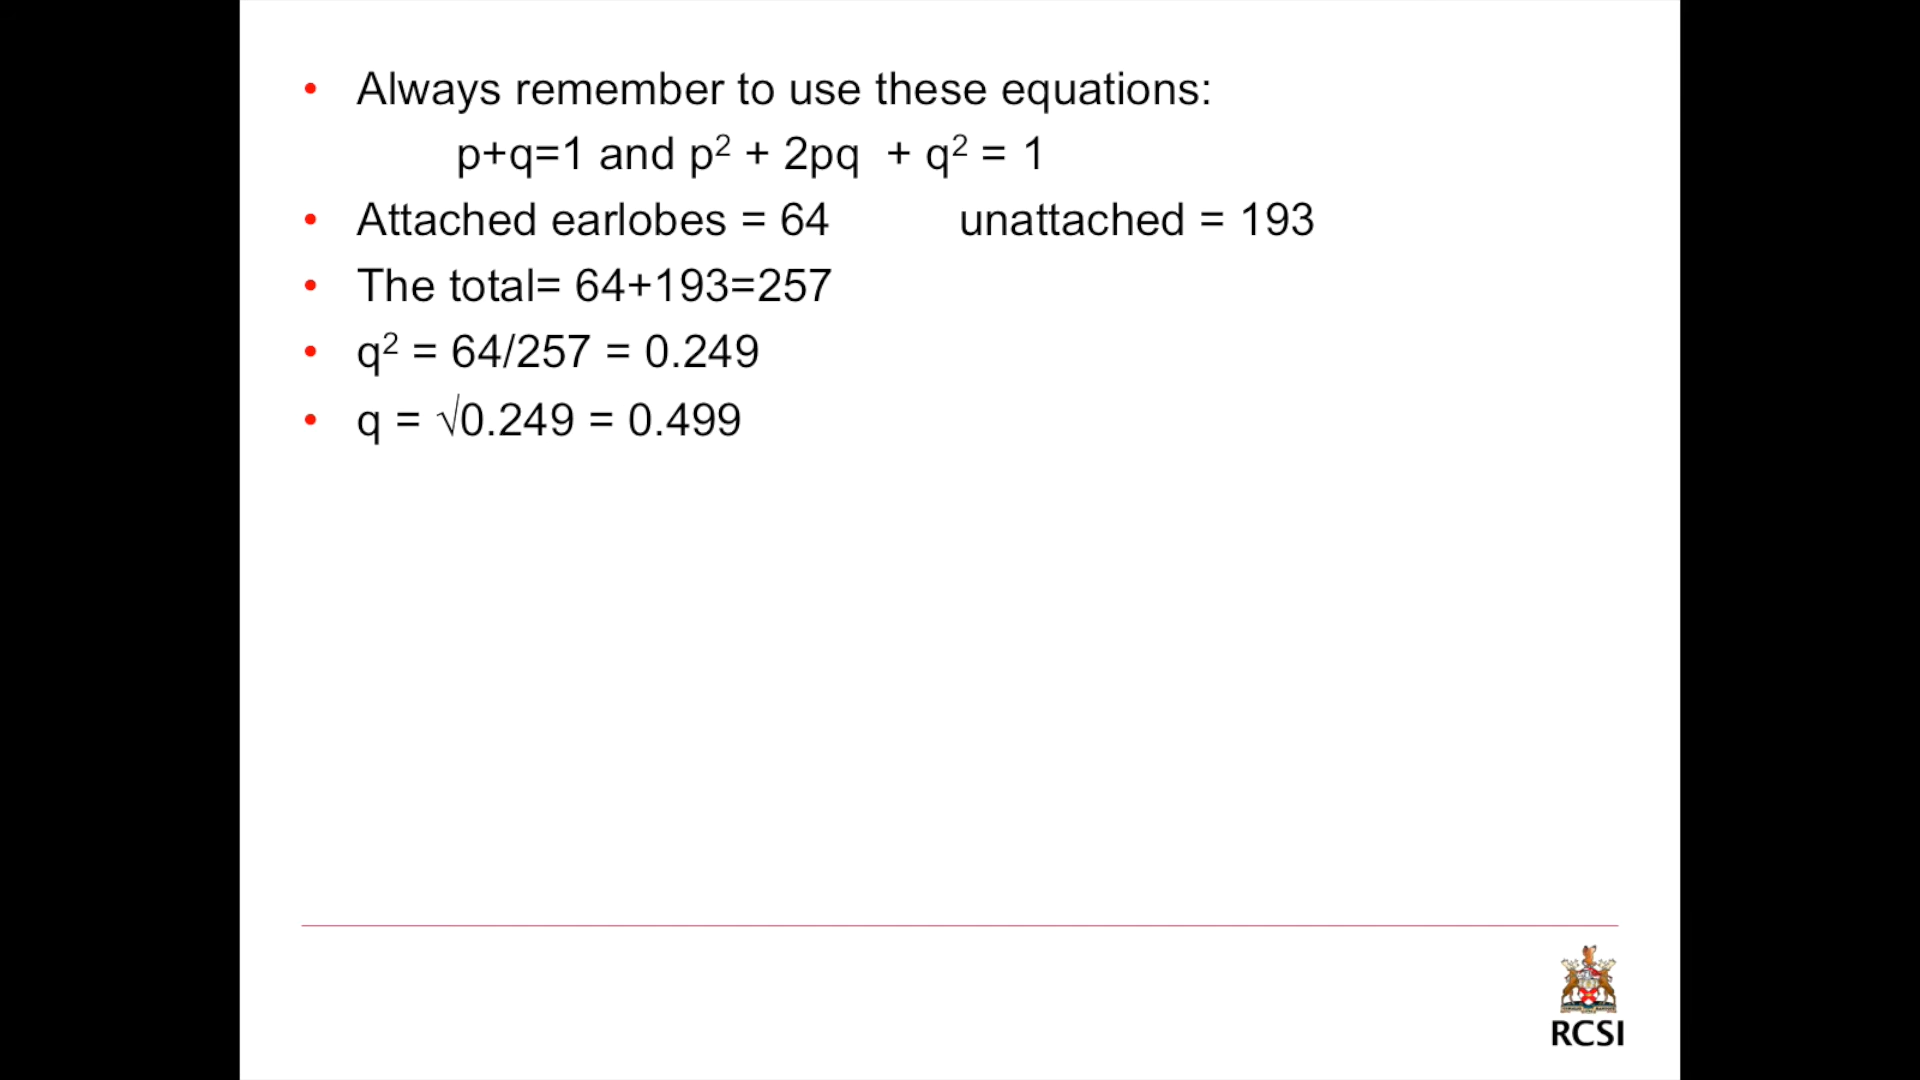 • Always remember to use these equations:
p+q=1 and p² + 2pq + q² = 1
• Attached earlobes = 64 unattached = 193
• The total= 64+193=257
• q² = 64/257 = 0.249
• q = √0.249 = 0.499
RCSI